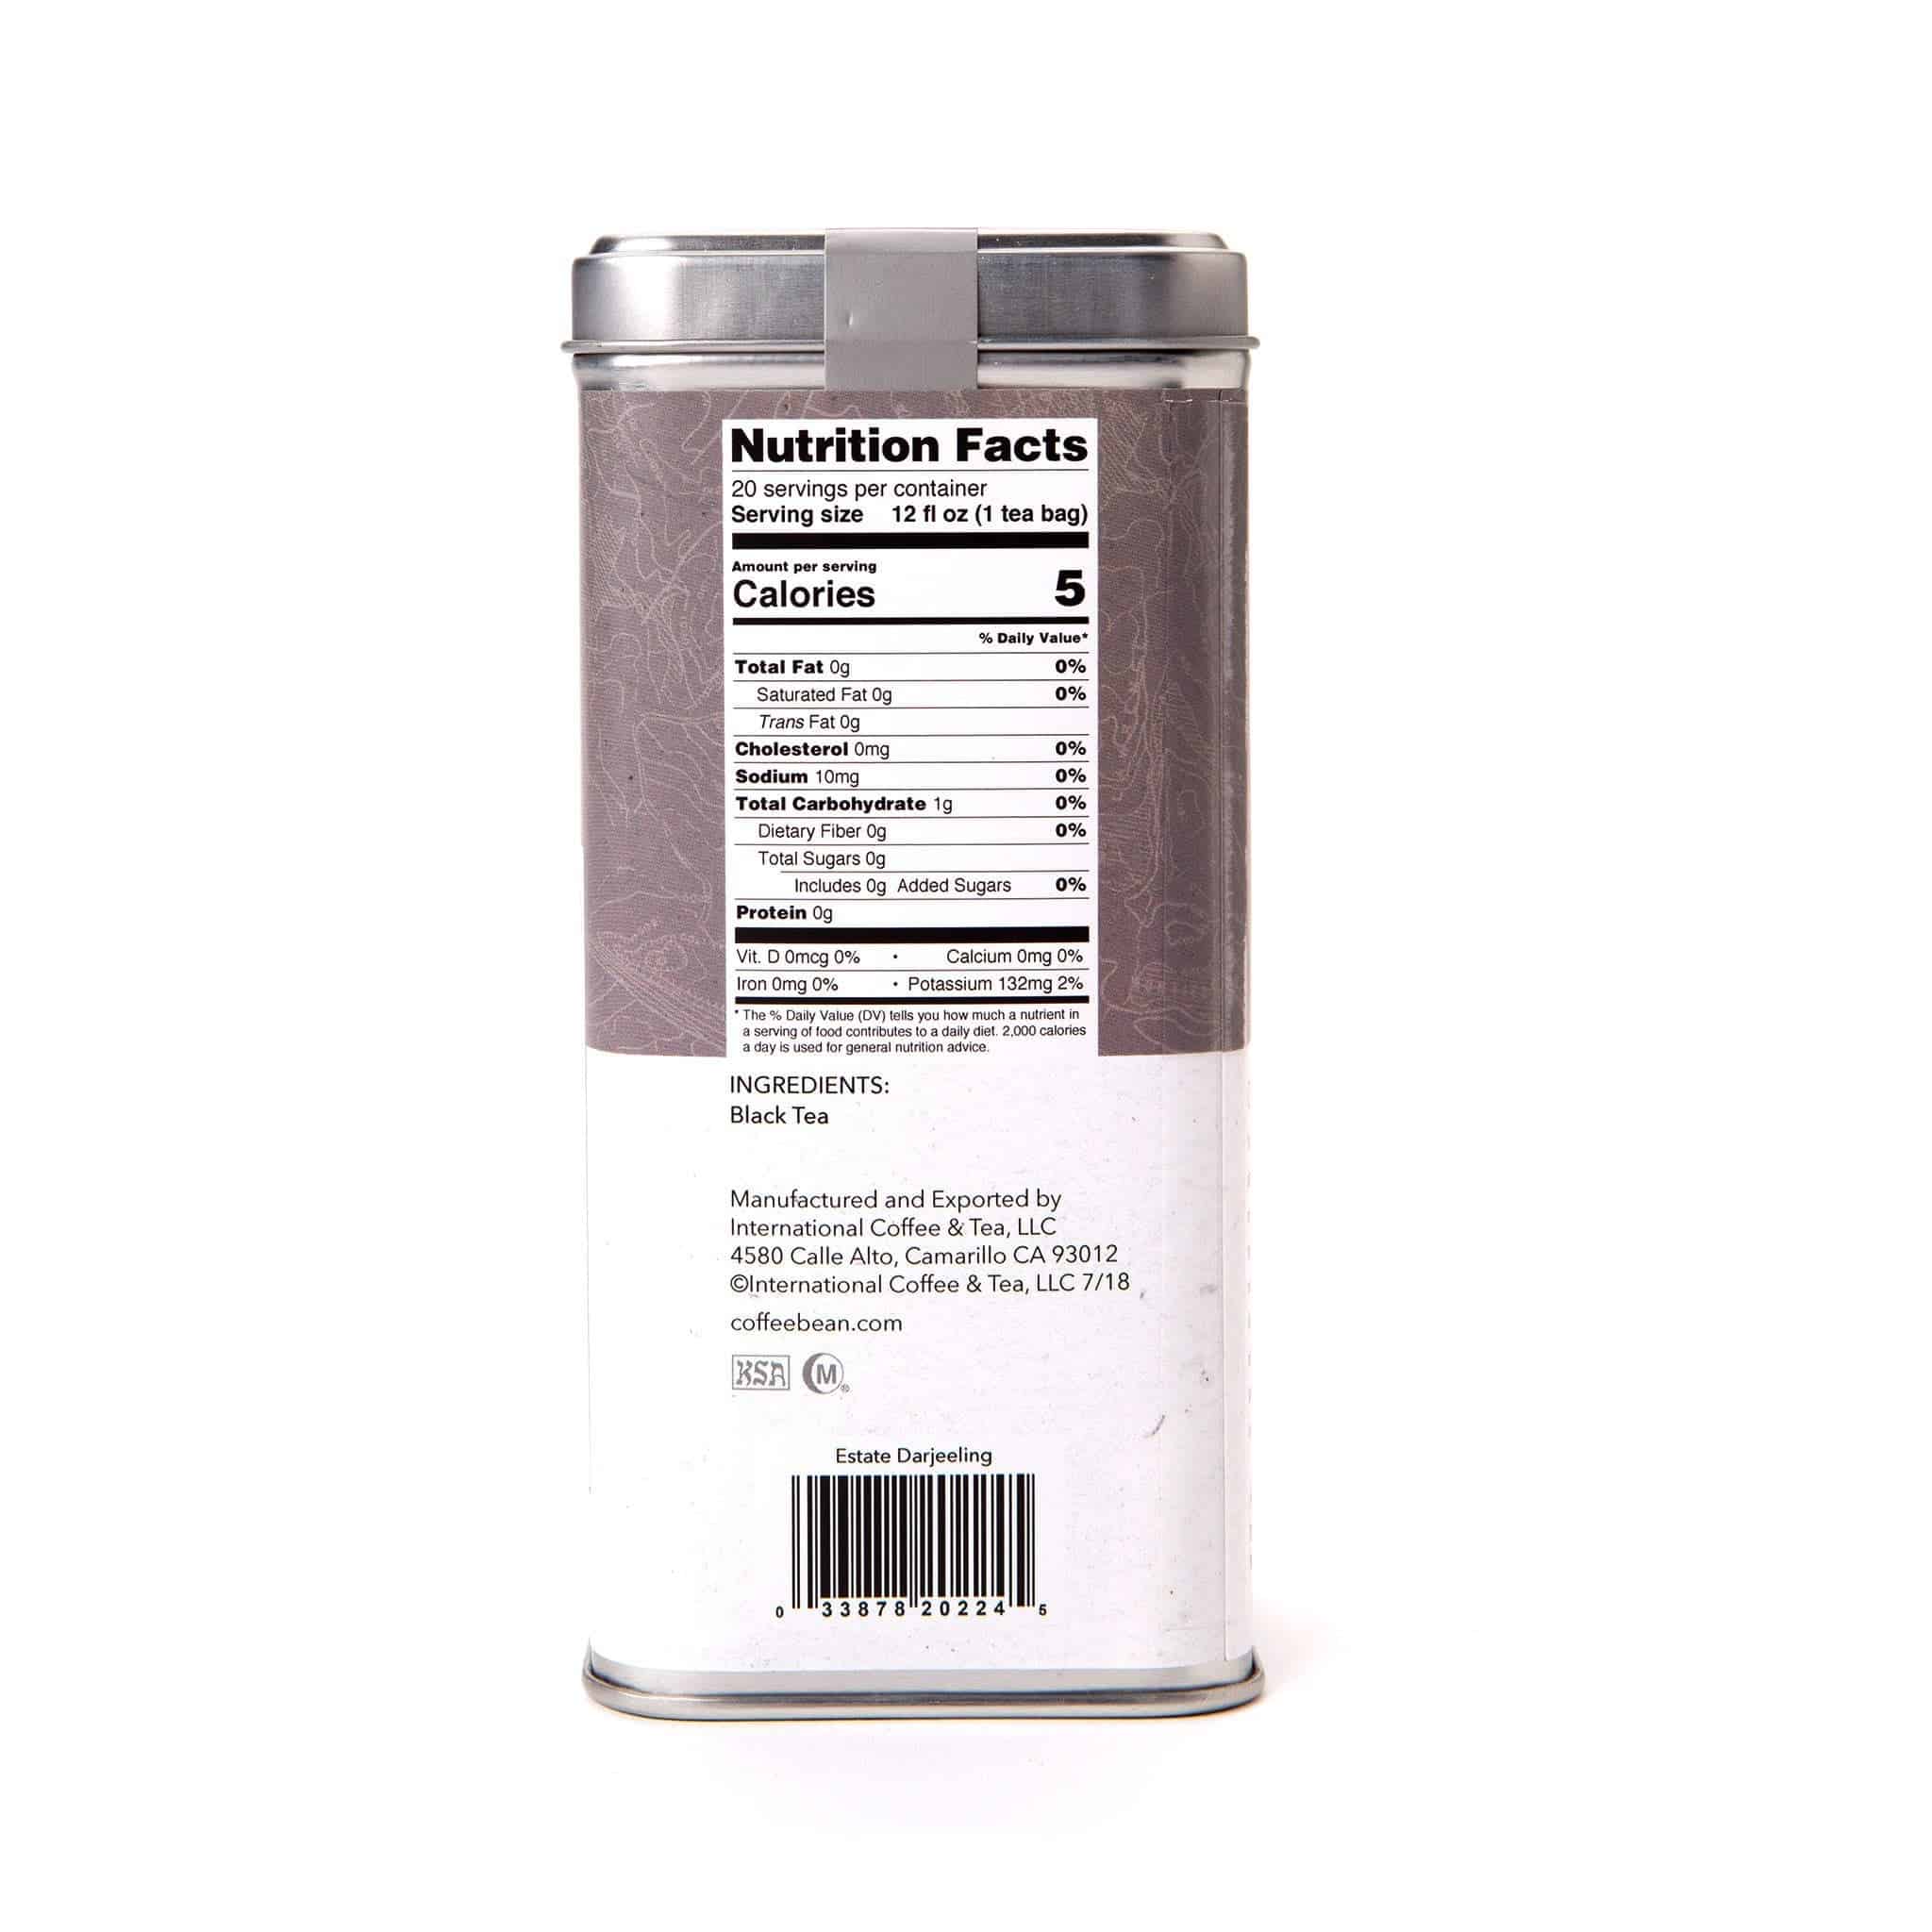 Nutrition Facts
20 servings per container
Serving size 12 fl oz (1 tea bag)
Amount per serving
Calories 5
% Daily Value*
Total Fat 0g 0%
Saturated Fat 0g 0%
Trans Fat 0g
Cholesterol 0mg 0%
Sodium 10mg 0%
Total Carbohydrate 1g 0%
Dietary Fiber 0g 0%
Total Sugars 0g
Includes 0g Added Sugars 0%
Protein 0g
Vit. D 0mcg 0% • Calcium 0mg 0%
Iron 0mg 0% • Potassium 132mg 2%
* The % Daily Value (DV) tells you how much a nutrient in
a serving of food contributes to a daily diet. 2,000 calories
a day is used for general nutrition advice.
INGREDIENTS:
Black Tea
Manufactured and Exported by
International Coffee & Tea, LLC
4580 Calle Alto, Camarillo CA 93012
©International Coffee & Tea, LLC 7/18
coffeebean.com
KSA M®
Estate Darjeeling
0 33878 20224 5